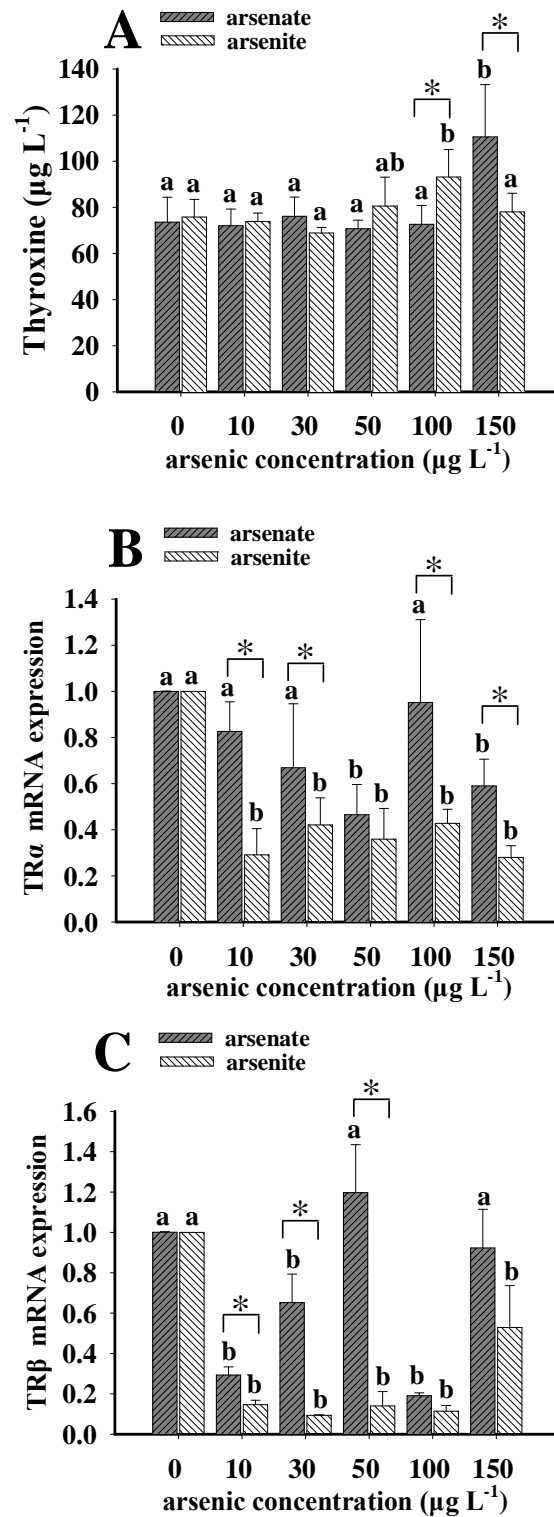 A
arsenate
arsenite
Thyroxine (µg L-1)
140
120
100
80
60
40
20
0
a a a a a a a ab a b b a
* *
0 10 30 50 100 150
arsenic concentration (µg L-1)
B
arsenate
arsenite
TRα mRNA expression
1.4
1.2
1.0
0.8
0.6
0.4
0.2
0.0
a a a b a b b b a b b b
* * * *
0 10 30 50 100 150
arsenic concentration (µg L-1)
C
arsenate
arsenite
TRβ mRNA expression
1.6
1.4
1.2
1.0
0.8
0.6
0.4
0.2
0.0
a a b b b b a b b b a b
* * *
0 10 30 50 100 150
arsenic concentration (µg L-1)